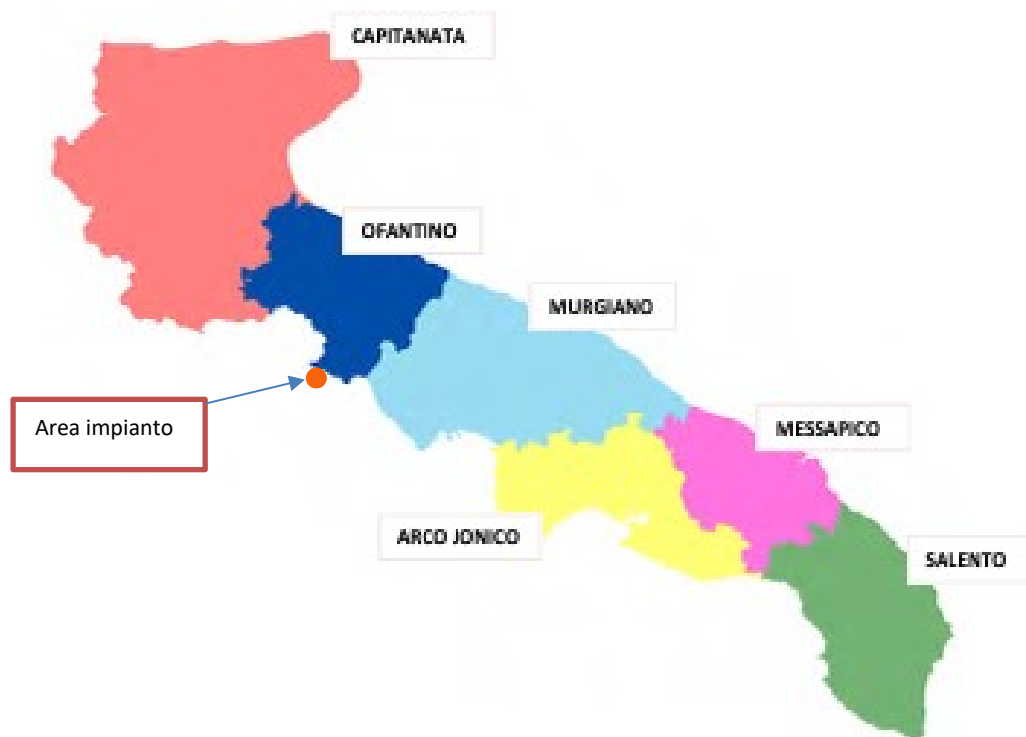 CAPITANATA
OFANTINO
MURGIANO
Area impianto
MESSAPICO
ARCO JONICO
SALENTO